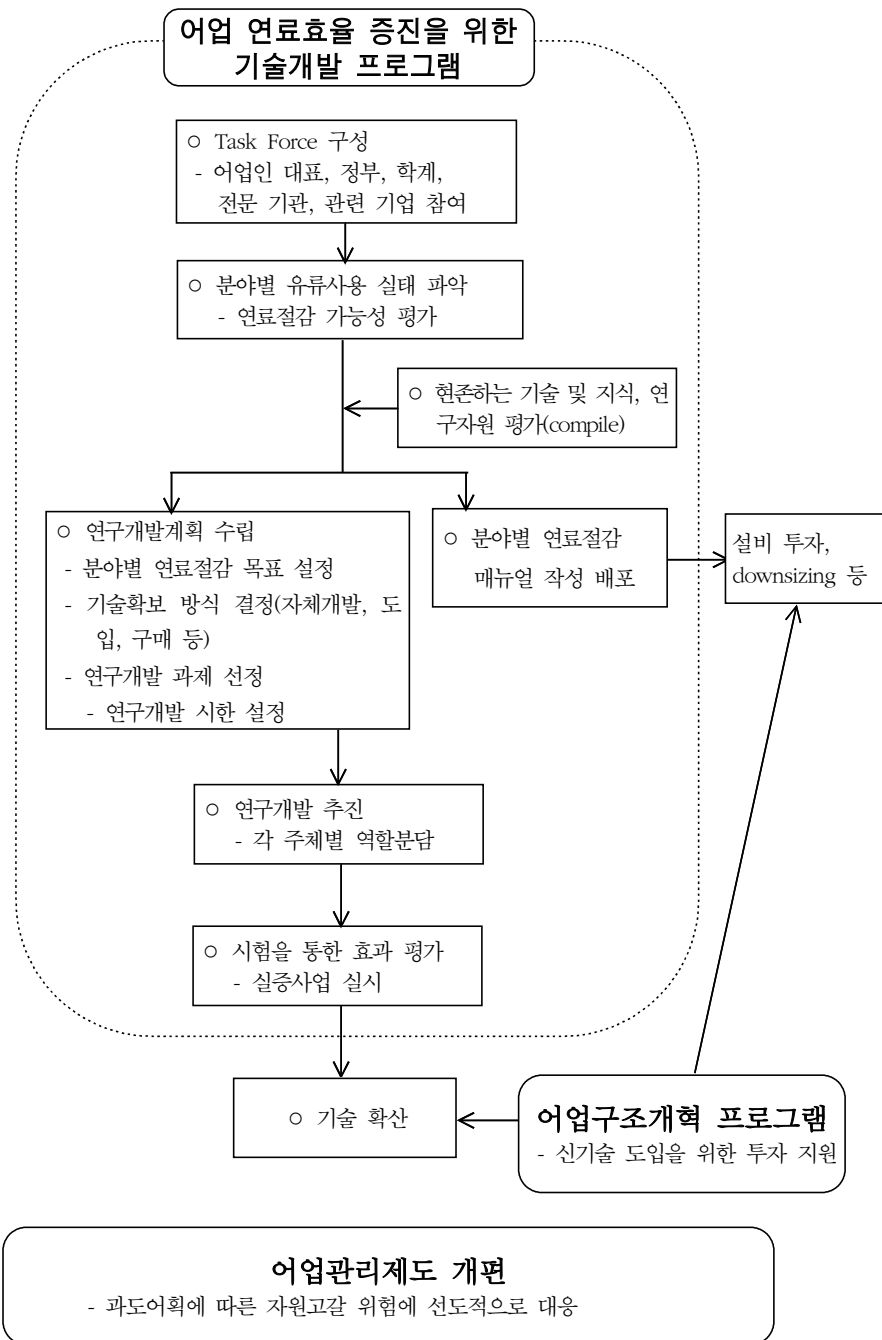 어업 연료효율 증진을 위한
기술개발 프로그램
○ Task Force 구성
- 어업인 대표, 정부, 학계,
전문 기관, 관련 기업 참여
○ 분야별 유류사용 실태 파악
- 연료절감 가능성 평가
○ 현존하는 기술 및 지식, 연
구자원 평가(compile)
○ 연구개발계획 수립
- 분야별 연료절감 목표 설정
- 기술확보 방식 결정(자체개발, 도
입, 구매 등)
- 연구개발 과제 선정
- 연구개발 시한 설정
○ 분야별 연료절감
매뉴얼 작성 배포
설비 투자,
downsizing 등
○ 연구개발 추진
- 각 주체별 역할분담
○ 시험을 통한 효과 평가
- 실증사업 실시
○ 기술 확산
어업구조개혁 프로그램
- 신기술 도입을 위한 투자 지원
어업관리제도 개편
- 과도어획에 따른 자원고갈 위험에 선도적으로 대응